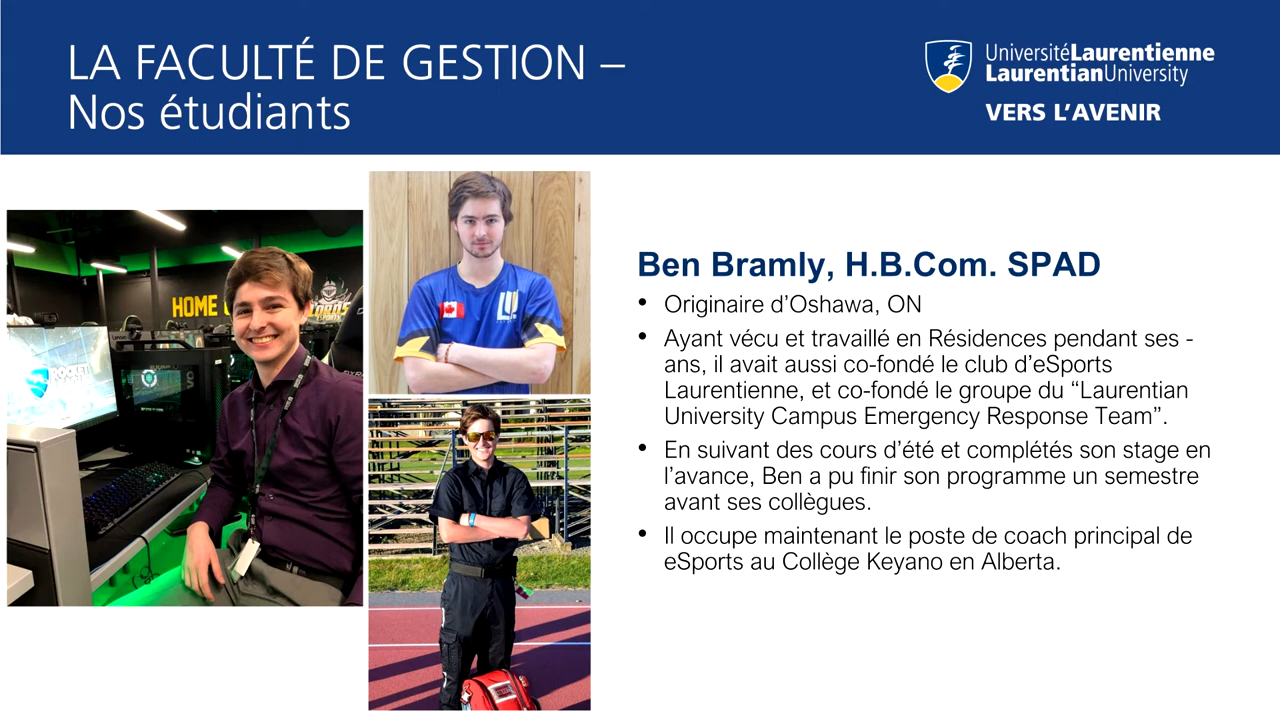 LA FACULTÉ DE GESTION –
Nos étudiants
UniversitéLaurentienne
LaurentianUniversity
VERS L’AVENIR
HOME
ROCKET
LU
Ben Bramly, H.B.Com. SPAD
• Originaire d’Oshawa, ON
• Ayant vécu et travaillé en Résidences pendant ses -
ans, il avait aussi co-fondé le club d’eSports
Laurentienne, et co-fondé le groupe du “Laurentian
University Campus Emergency Response Team”.
• En suivant des cours d’été et complétés son stage en
l’avance, Ben a pu finir son programme un semestre
avant ses collègues.
• Il occupe maintenant le poste de coach principal de
eSports au Collège Keyano en Alberta.